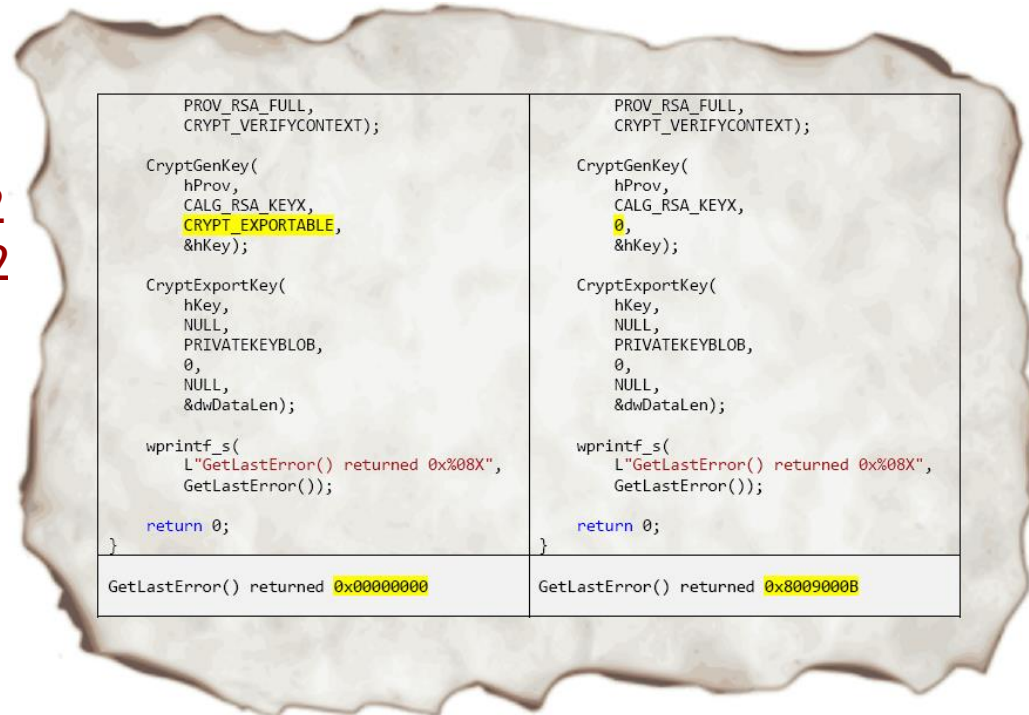 PROV_RSA_FULL,
CRYPT_VERIFYCONTEXT);
CryptGenKey(
hProv,
CALG_RSA_KEYX,
CRYPT_EXPORTABLE,
&hKey);
CryptExportKey(
hKey,
NULL,
PRIVATEKEYBLOB,
0,
NULL,
&dwDataLen);
wprintf_s(
L"GetLastError() returned 0x%08X",
GetLastError());
return 0;
}
GetLastError() returned 0x00000000
PROV_RSA_FULL,
CRYPT_VERIFYCONTEXT);
CryptGenKey(
hProv,
CALG_RSA_KEYX,
0,
&hKey);
CryptExportKey(
hKey,
NULL,
PRIVATEKEYBLOB,
0,
NULL,
&dwDataLen);
wprintf_s(
L"GetLastError() returned 0x%08X",
GetLastError());
return 0;
}
GetLastError() returned 0x8009000B